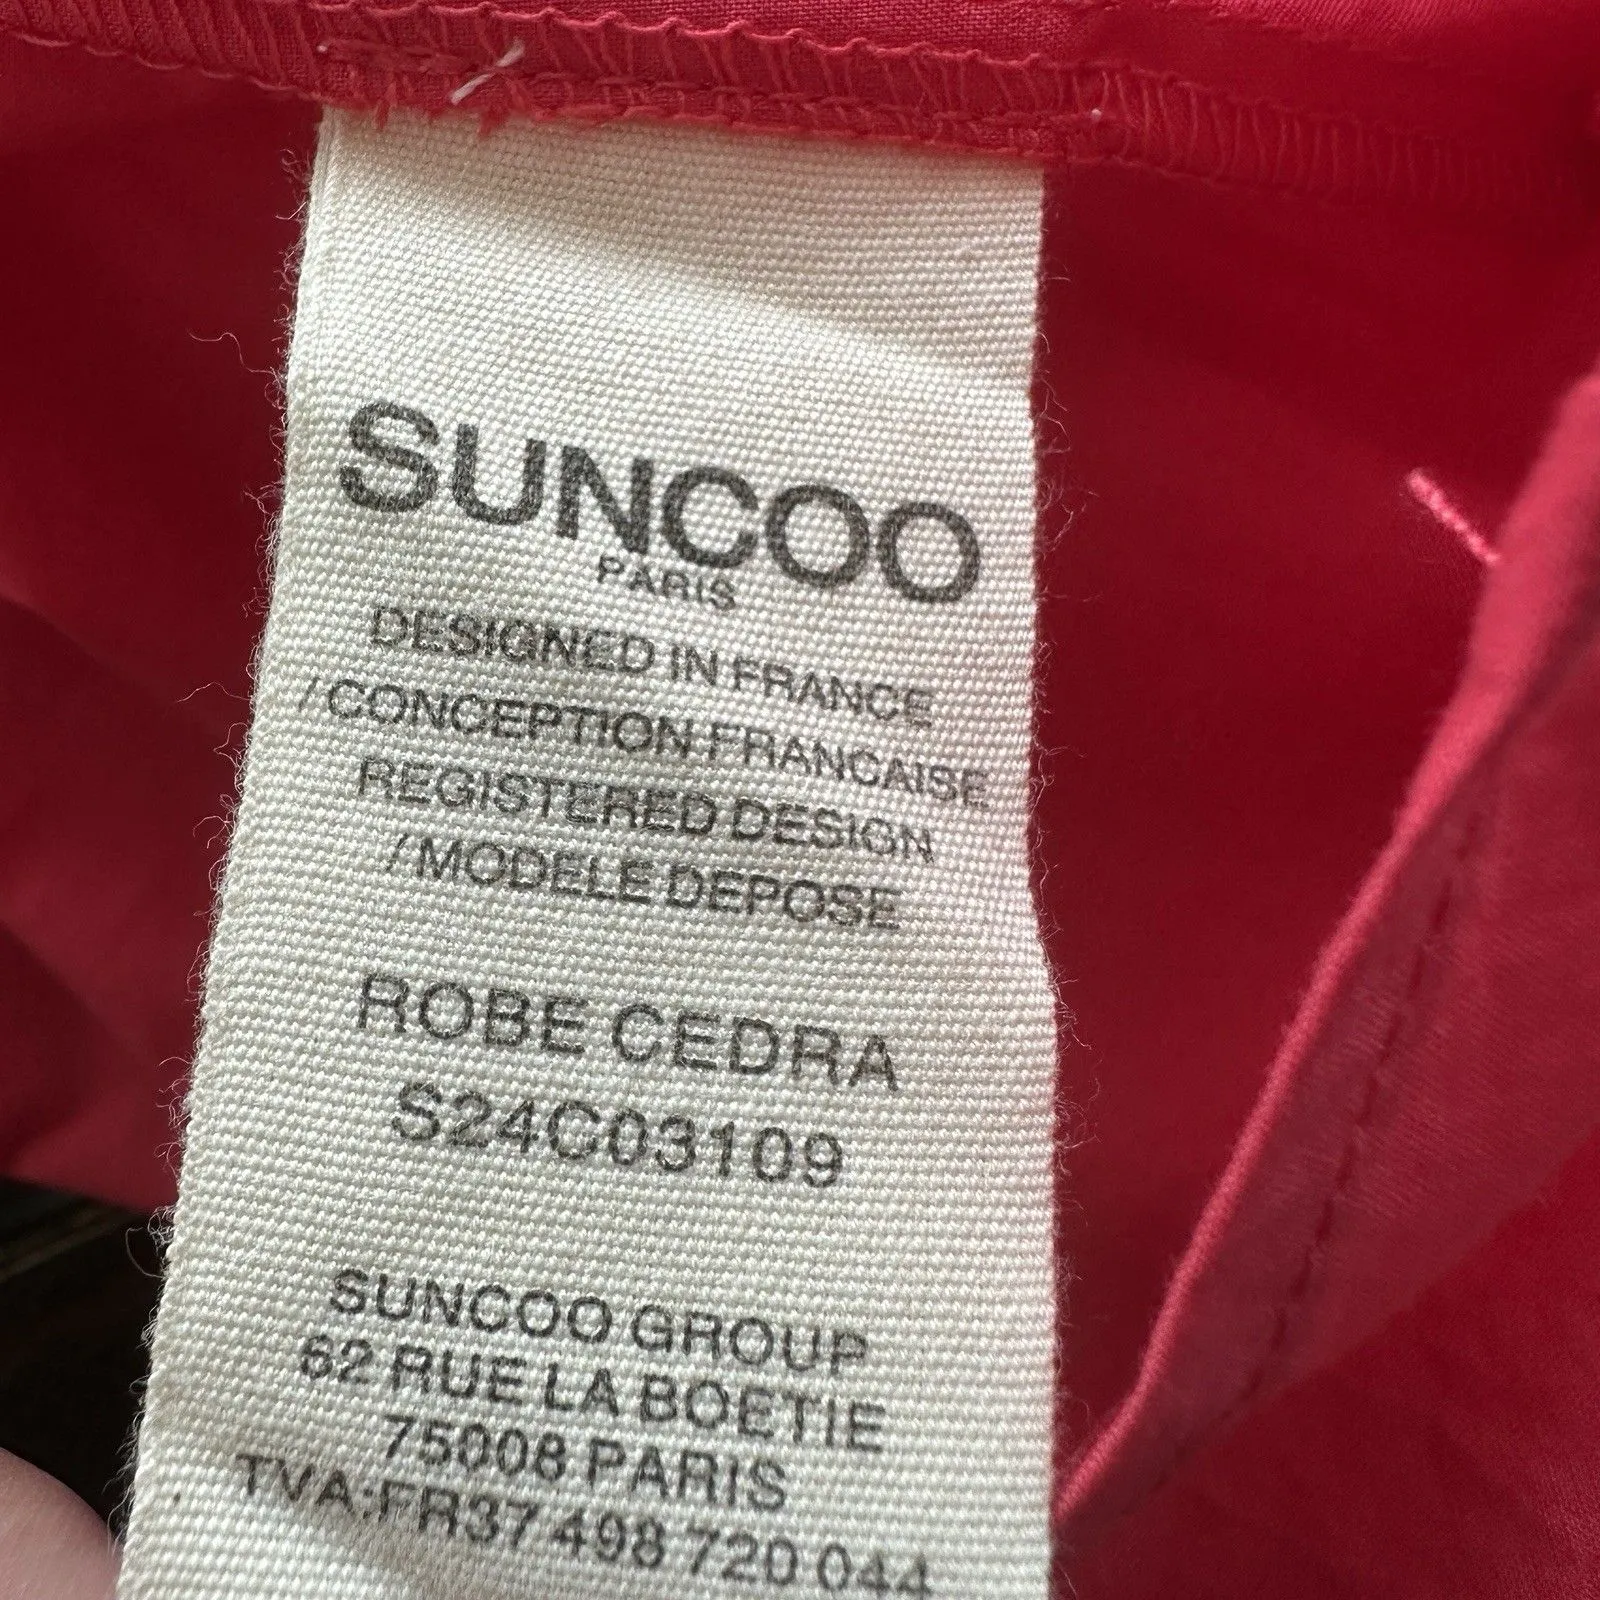 SUNCOO
PARIS
DESIGNED IN FRANCE
/CONCEPTION FRANCAISE
REGISTERED DESIGN
/MODELE DEPOSE
ROBE CEDRA
S24C03109
SUNCOO GROUP
62 RUE LA BOETIE
75008 PARIS
TVA:FR37 498 720 044